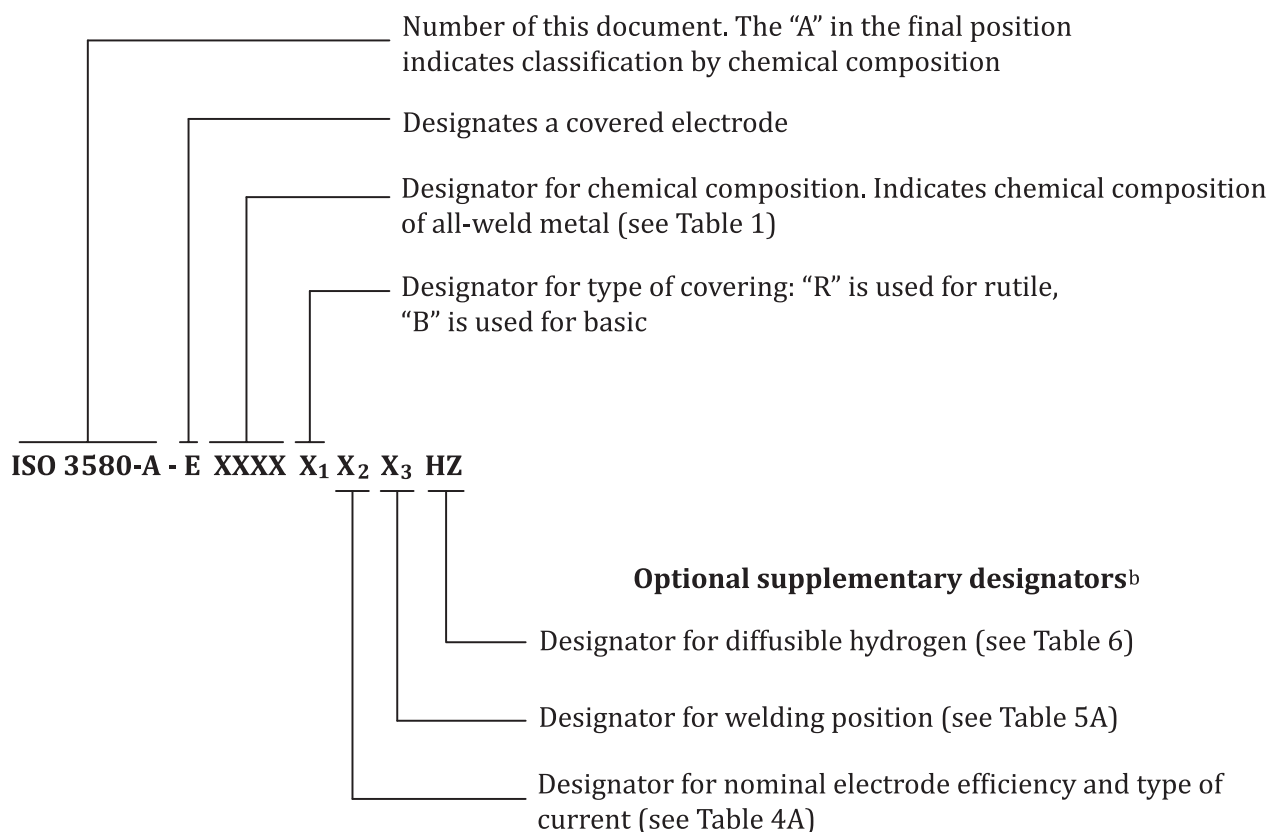 Number of this document. The “A” in the final position
indicates classification by chemical composition
Designates a covered electrode
Designator for chemical composition. Indicates chemical composition
of all-weld metal (see Table 1)
Designator for type of covering: “R” is used for rutile,
“B” is used for basic
ISO 3580-A - E XXXX X₁ X₂ X₃ HZ
Optional supplementary designatorsᵇ
Designator for diffusible hydrogen (see Table 6)
Designator for welding position (see Table 5A)
Designator for nominal electrode efficiency and type of
current (see Table 4A)